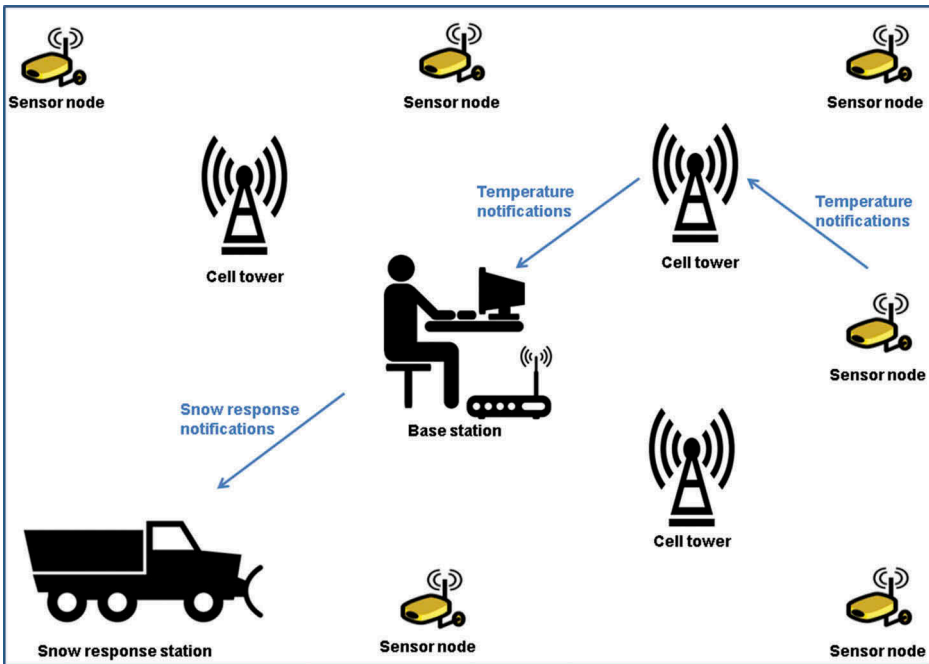 Sensor node
Sensor node
Sensor node
Temperature
notifications
Temperature
notifications
Cell tower
Cell tower
Sensor node
Snow response
notifications
Base station
Cell tower
Snow response station
Sensor node
Sensor node